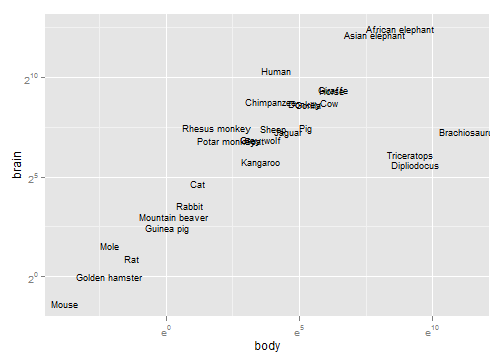 African elephant
Asian elephant
Human
2^10
Giraffe
Horse
Chimpanzee
Donkey
Gorilla
Cow
Rhesus monkey
Sheep
Jaguar
Pig
Brachiosauru
Potar monkey
Goat
Grey wolf
Triceratops
Kangaroo
Diplodocus
2^5
Cat
Rabbit
Mountain beaver
Guinea pig
Mole
Rat
2^0
Golden hamster
Mouse
brain
e^0
e^5
e^10
body